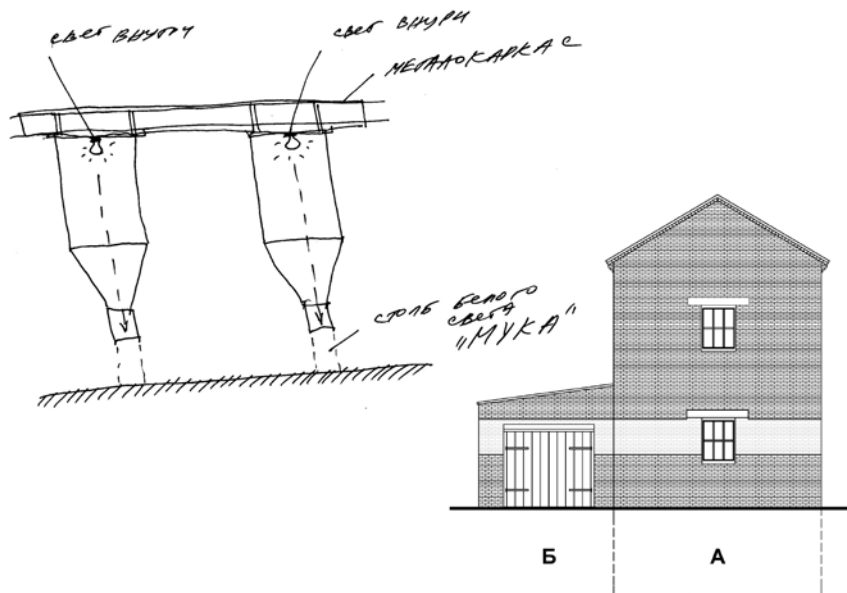 свет внутри
свет внури
металокаркас
столб белого
света
"МУКА"
Б
А